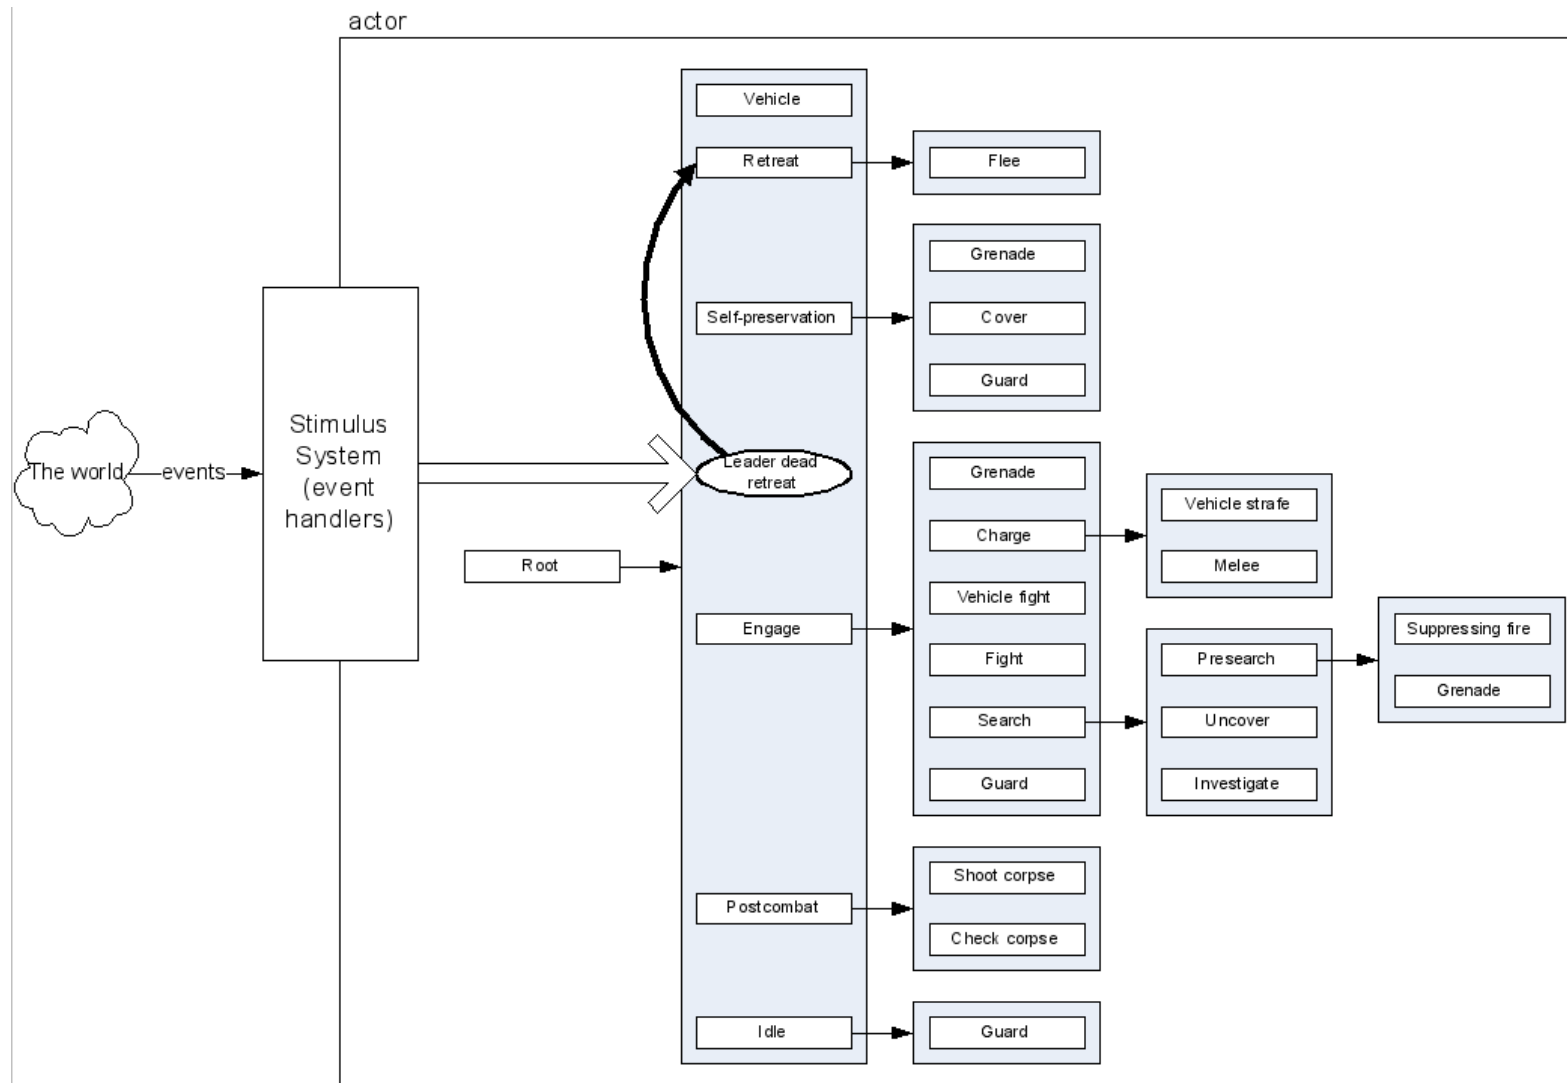 actor
Vehicle
Retreat
Flee
Grenade
Self-preservation
Cover
Guard
Stimulus
System
(event
handlers)
The world
events
Leader dead
retreat
Root
Grenade
Charge
Vehicle strafe
Melee
Vehicle fight
Engage
Fight
Search
Guard
Presearch
Uncover
Investigate
Suppressing fire
Grenade
Postcombat
Shoot corpse
Check corpse
Idle
Guard